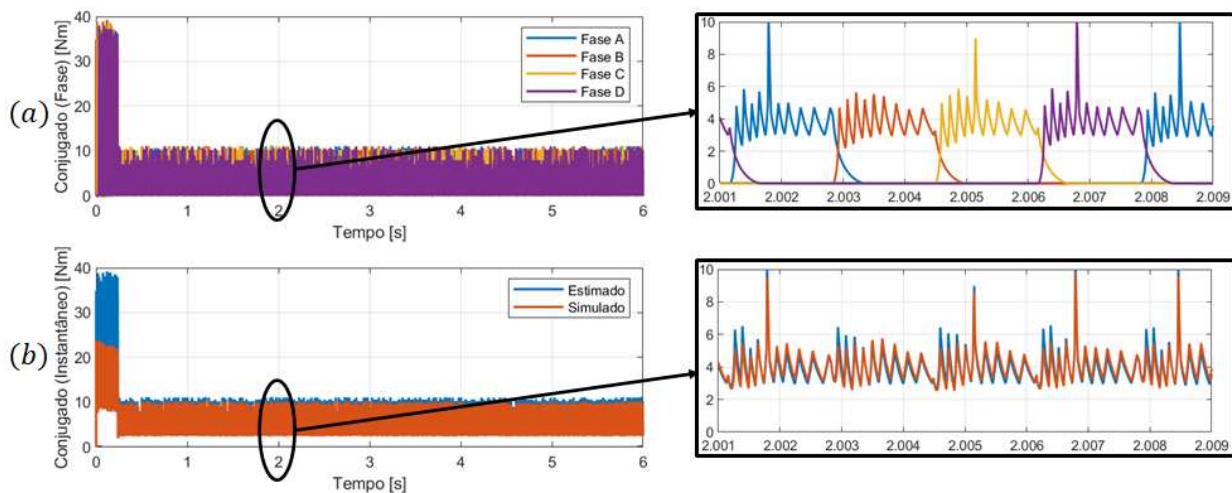 (a)
Conjugado (Fase) [Nm]
40
30
20
10
0
0 1 2 3 4 5 6
Tempo [s]
Fase A
Fase B
Fase C
Fase D
10
8
6
4
2
0
2.001 2.002 2.003 2.004 2.005 2.006 2.007 2.008 2.009
(b)
Conjugado (Instantâneo) [Nm]
40
30
20
10
0
0 1 2 3 4 5 6
Tempo [s]
Estimado
Simulado
10
8
6
4
2
0
2.001 2.002 2.003 2.004 2.005 2.006 2.007 2.008 2.009